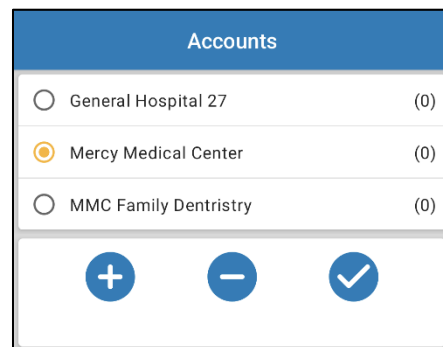 Accounts
General Hospital 27 (0)
Mercy Medical Center (0)
MMC Family Dentristry (0)